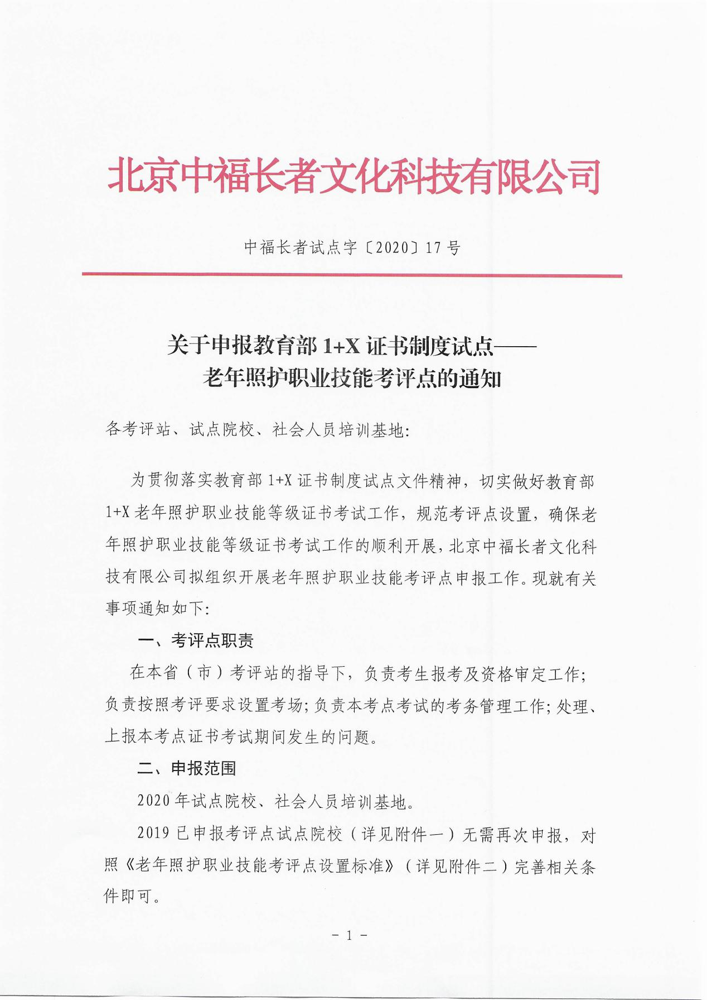 北京中福长者文化科技有限公司
中福长者试点字〔2020〕17 号
关于申报教育部 1+X 证书制度试点——
老年照护职业技能考评点的通知
各考评站、试点院校、社会人员培训基地:
为贯彻落实教育部 1+X 证书制度试点文件精神，切实做好教育部
1+X 老年照护职业技能等级证书考试工作，规范考评点设置，确保老
年照护职业技能等级证书考试工作的顺利开展，北京中福长者文化科
技有限公司拟组织开展老年照护职业技能考评点申报工作。现就有关
事项通知如下:
一、考评点职责
在本省（市）考评站的指导下，负责考生报考及资格审定工作;
负责按照考评要求设置考场;负责本考点考试的考务管理工作;处理、
上报本考点证书考试期间发生的问题。
二、申报范围
2020 年试点院校、社会人员培训基地。
2019 已申报考评点试点院校（详见附件一）无需再次申报，对
照《老年照护职业技能考评点设置标准》（详见附件二）完善相关条
件即可。
- 1 -